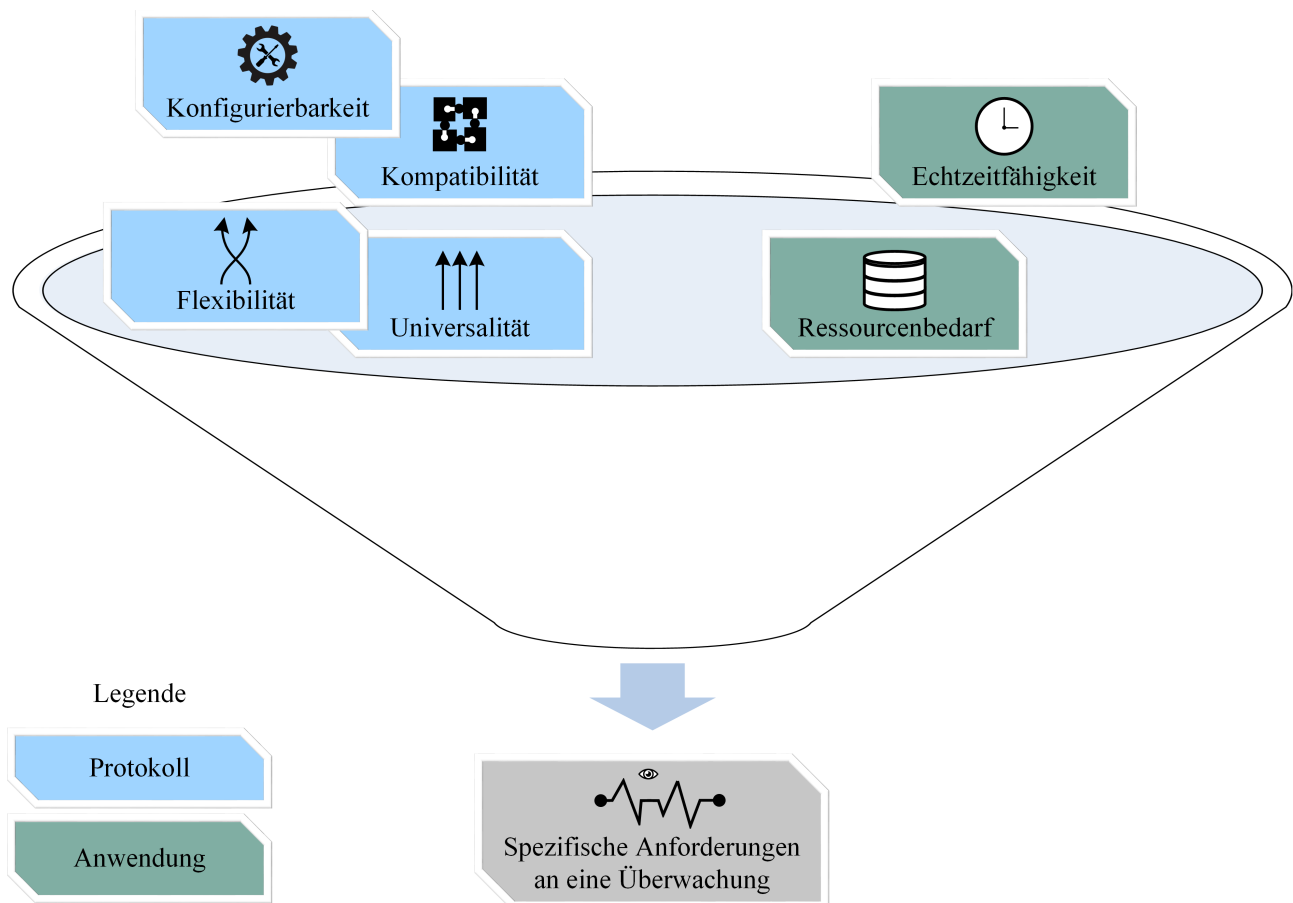 Konfigurierbarkeit
Kompatibilität
Echtzeitfähigkeit
Flexibilität
Universalität
Ressourcenbedarf
Legende
Protokoll
Anwendung
Spezifische Anforderungen
an eine Überwachung